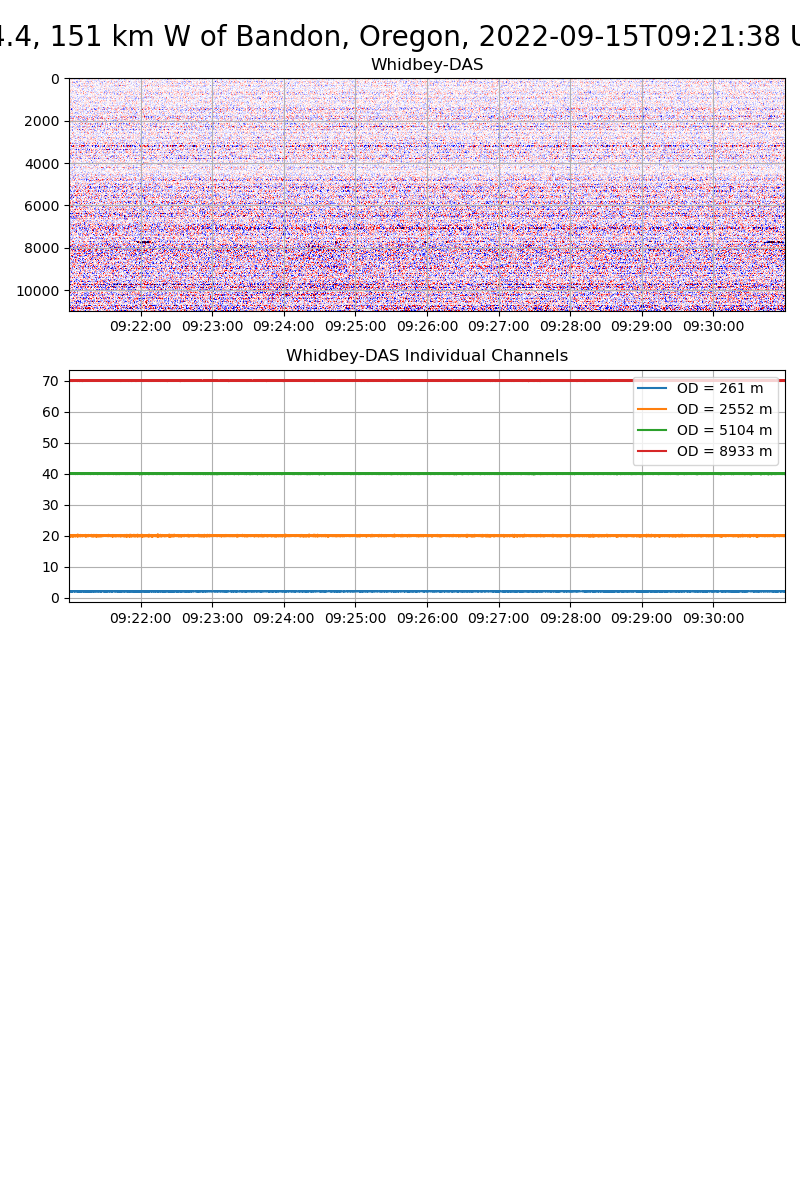 4.4, 151 km W of Bandon, Oregon, 2022-09-15T09:21:38 U
Whidbey-DAS
0
2000
4000
6000
8000
10000
09:22:00 09:23:00 09:24:00 09:25:00 09:26:00 09:27:00 09:28:00 09:29:00 09:30:00
Whidbey-DAS Individual Channels
70
60
50
40
30
20
10
0
OD = 261 m
OD = 2552 m
OD = 5104 m
OD = 8933 m
09:22:00 09:23:00 09:24:00 09:25:00 09:26:00 09:27:00 09:28:00 09:29:00 09:30:00